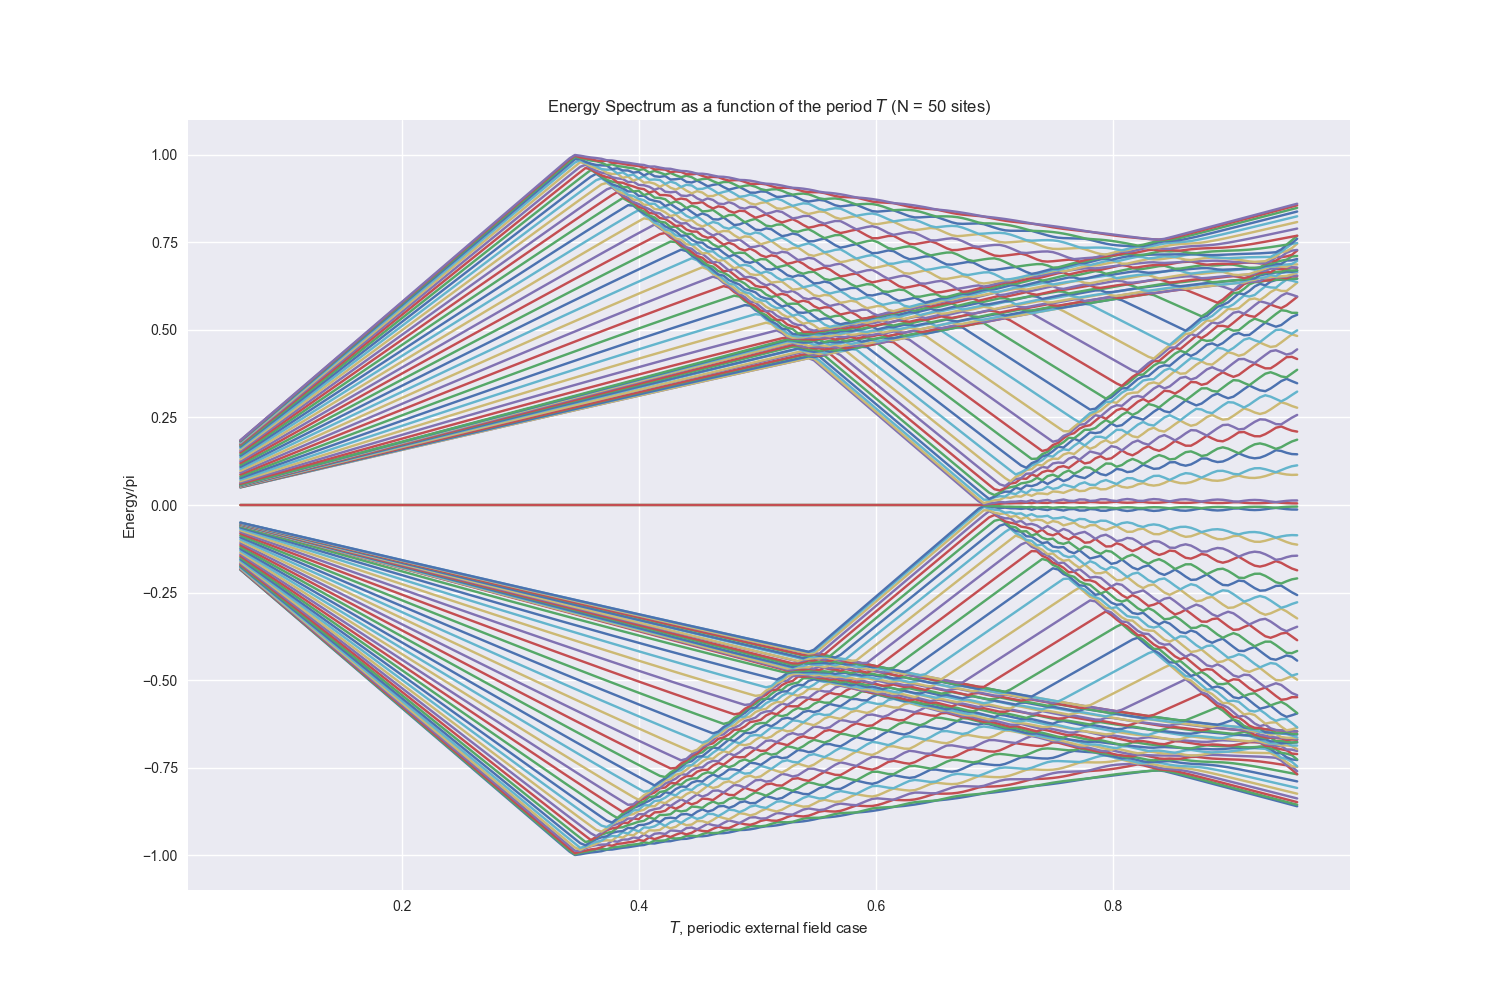 Energy Spectrum as a function of the period T (N = 50 sites)
1.00
0.75
0.50
0.25
0.00
−0.25
−0.50
−0.75
−1.00
Energy/pi
0.2 0.4 0.6 0.8
T, periodic external field case